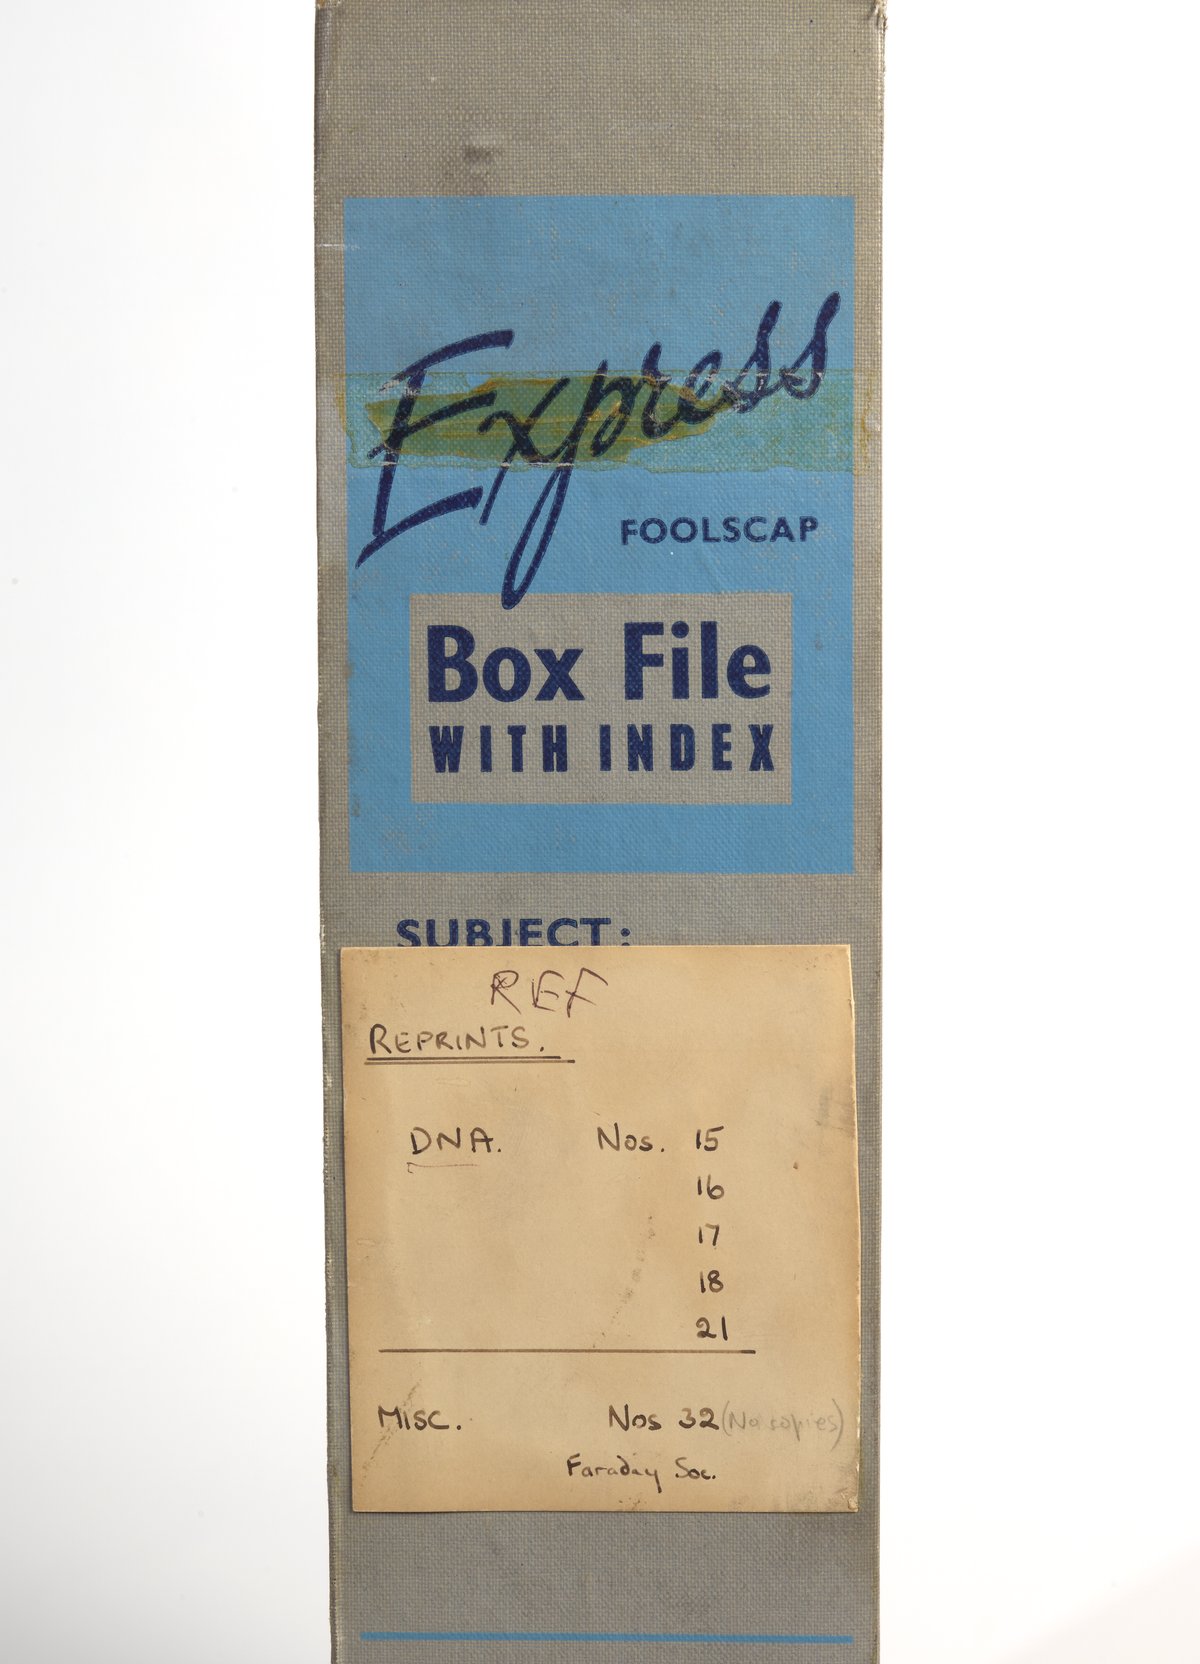 Express
FOOLSCAP
Box File
WITH INDEX
SUBJECT:
REF
REPRINTS.
DNA. Nos. 15
16
17
18
21
MISC. Nos 32 (No copies)
Faraday Soc.